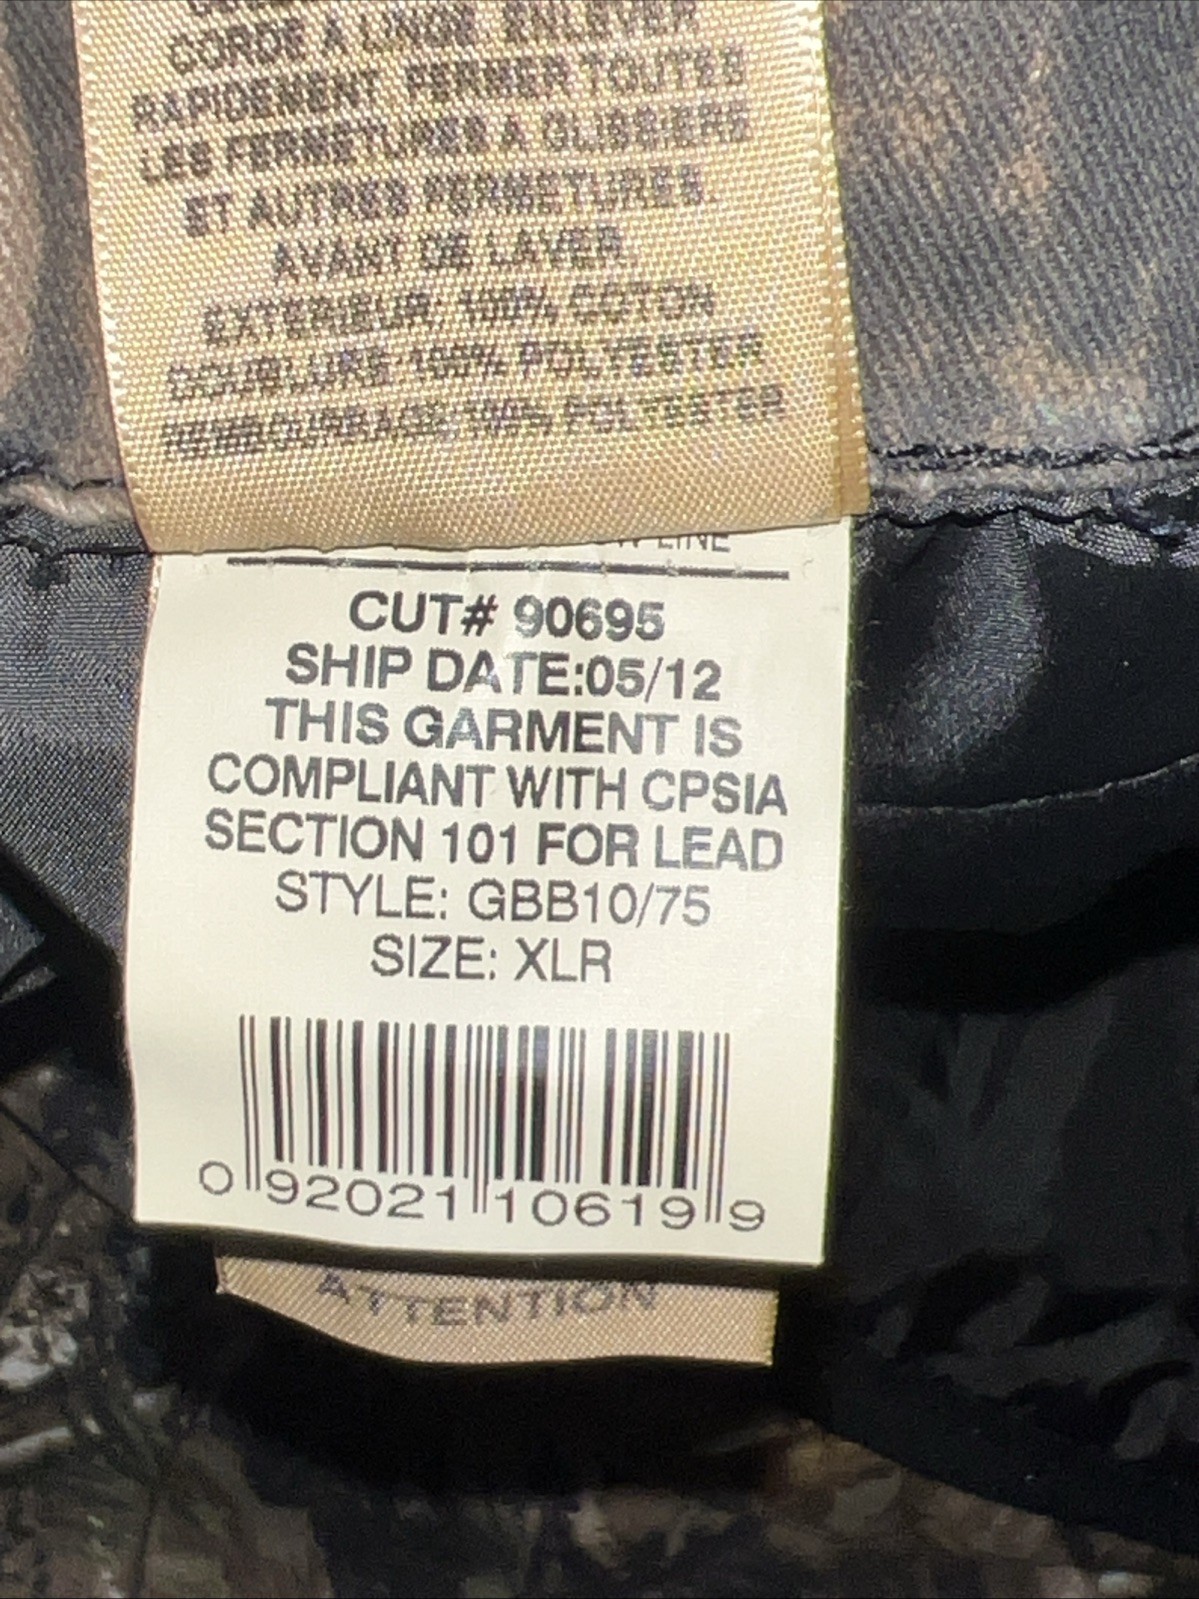 CORDE A LINGE. ENLEVER
RAPIDEMENT. FERMER TOUTES
LES FERMETURES A GLISSIERS
ET AUTRES FERMETURES
AVANT DE LAVER.
EXTERIEUR: 100% COTON
DOUBLURE: 100% POLYESTER
REMBOURRAGE: 100% POLYESTER
LINE
CUT# 90695
SHIP DATE:05/12
THIS GARMENT IS
COMPLIANT WITH CPSIA
SECTION 101 FOR LEAD
STYLE: GBB10/75
SIZE: XLR
0 92021 10619 9
ATTENTION